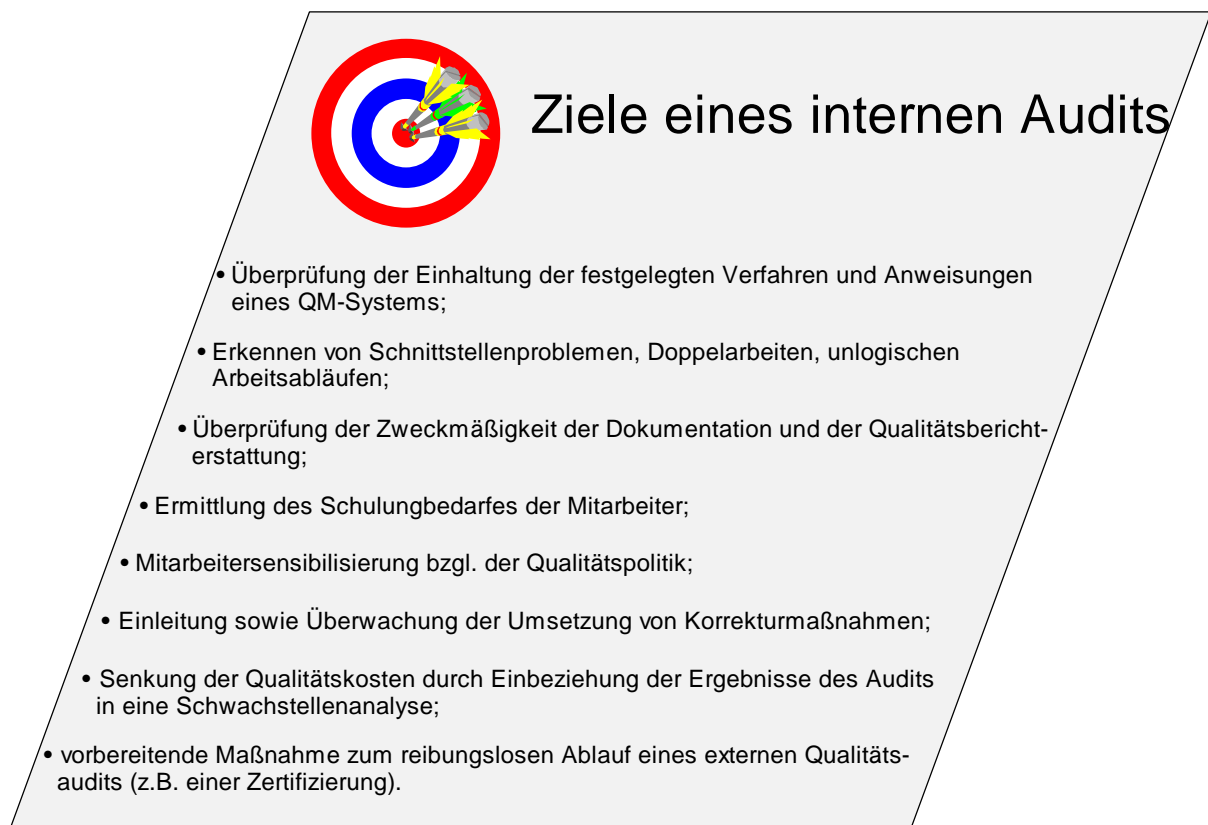 Ziele eines internen Audits
• Überprüfung der Einhaltung der festgelegten Verfahren und Anweisungen
eines QM-Systems;
• Erkennen von Schnittstellenproblemen, Doppelarbeiten, unlogischen
Arbeitsabläufen;
• Überprüfung der Zweckmäßigkeit der Dokumentation und der Qualitätsbericht-
erstattung;
• Ermittlung des Schulungbedarfes der Mitarbeiter;
• Mitarbeitersensibilisierung bzgl. der Qualitätspolitik;
• Einleitung sowie Überwachung der Umsetzung von Korrekturmaßnahmen;
• Senkung der Qualitätskosten durch Einbeziehung der Ergebnisse des Audits
in eine Schwachstellenanalyse;
• vorbereitende Maßnahme zum reibungslosen Ablauf eines externen Qualitäts-
audits (z.B. einer Zertifizierung).